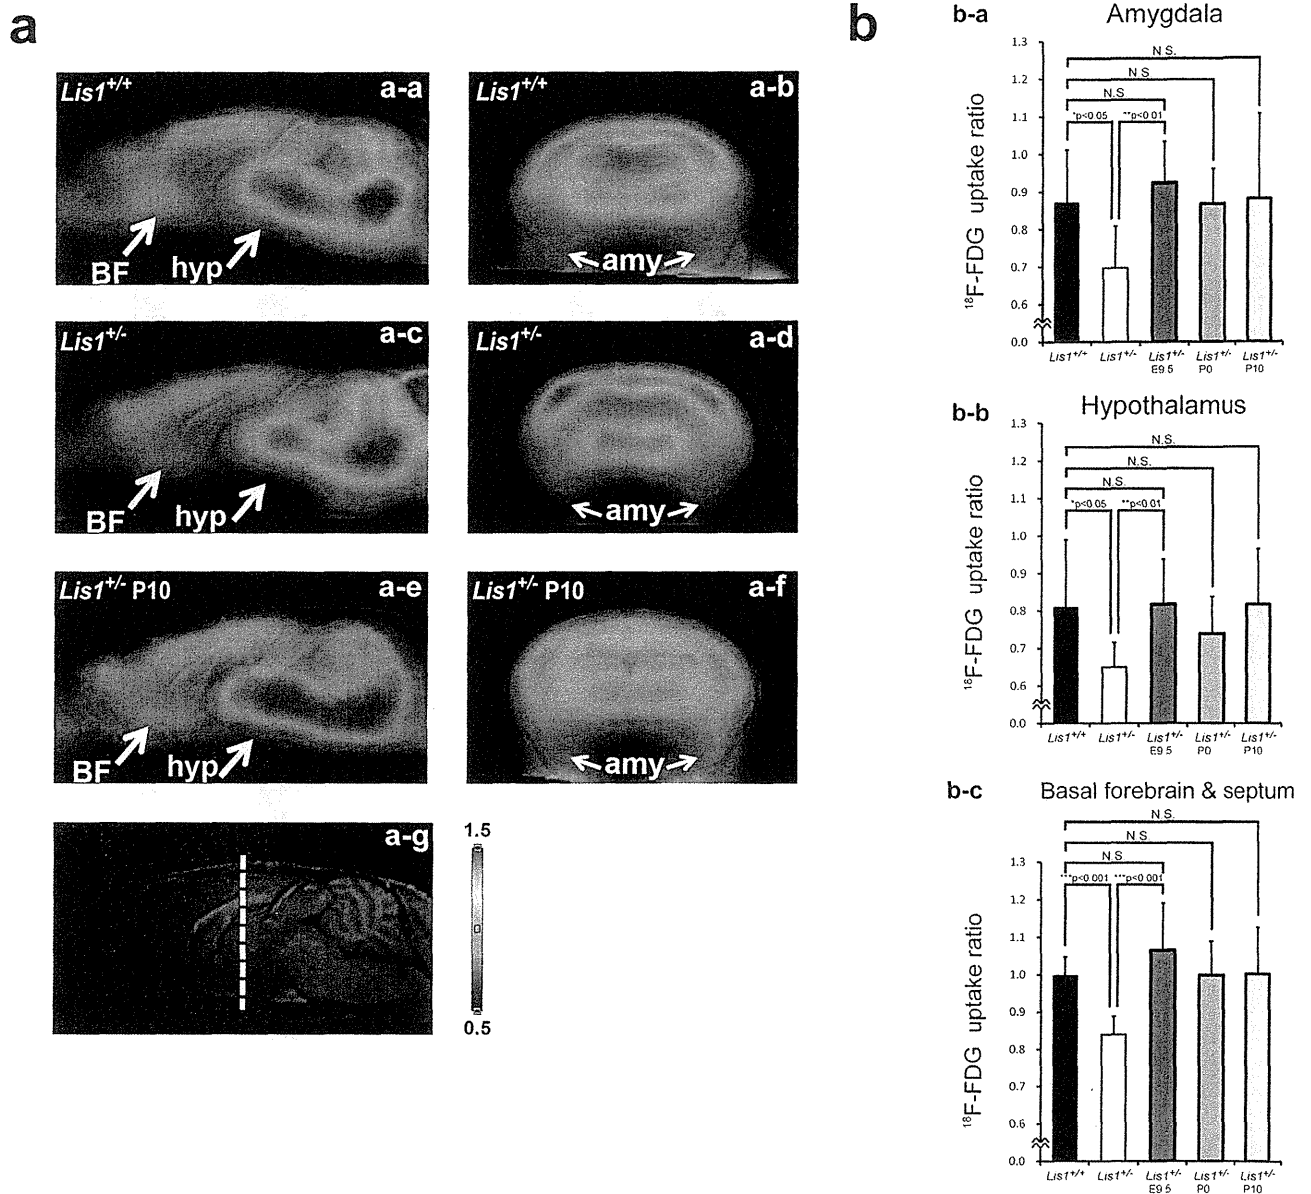 a
Lis1+/+ a-a
BF hyp
Lis1+/+ a-b
amy
Lis1+/- a-c
BF hyp
Lis1+/- a-d
amy
Lis1+/- P10 a-e
BF hyp
Lis1+/- P10 a-f
amy
a-g
1.5
0
0.5
b
b-a Amygdala
18F-FDG uptake ratio
1.3
1.2
1.1
1.0
0.9
0.8
0.7
0.6
0.0
N S.
N S
N.S
*p<0 05 **p<0 01
Lis1+/+ Lis1+/- Lis1+/- Lis1+/- Lis1+/-
E9 5 P0 P10
b-b Hypothalamus
18F-FDG uptake ratio
1.3
1.2
1.1
1.0
0.9
0.8
0.7
0.6
0.0
N.S.
N.S.
N.S.
*p<0.05 **p<0.01
Lis1+/+ Lis1+/- Lis1+/- Lis1+/- Lis1+/-
E9 5 P0 P10
b-c Basal forebrain & septum
18F-FDG uptake ratio
1.3
1.2
1.1
1.0
0.9
0.8
0.7
0.6
0.0
N S.
N S.
N S
***p<0 001 ***p<0 001
Lis1+/+ Lis1+/- Lis1+/- Lis1+/- Lis1+/-
E9 5 P0 P10